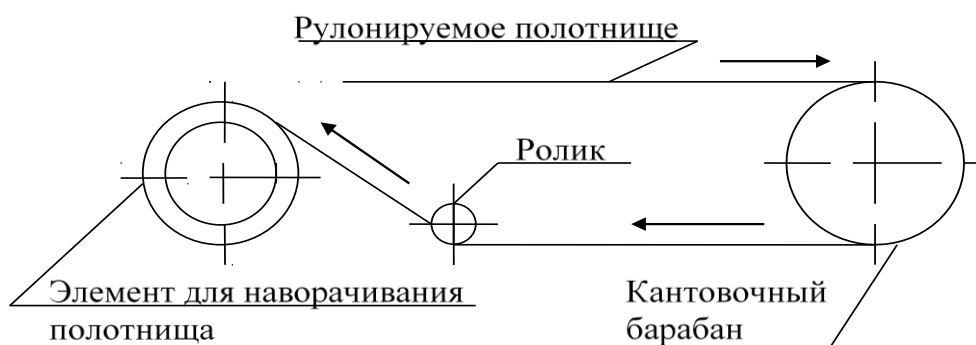 Рулонируемое полотнище
Ролик
Элемент для наворачивания
полотнища
Кантовочный
барабан